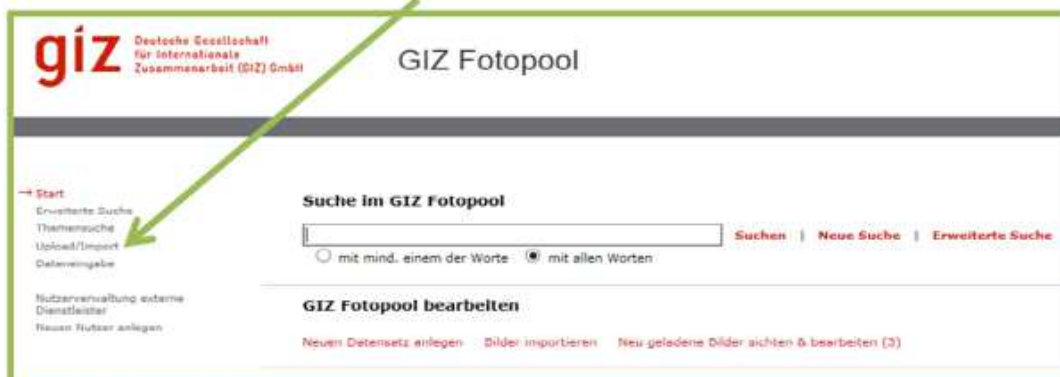 giz
Deutsche Gesellschaft
für Internationale
Zusammenarbeit (GIZ) GmbH
GIZ Fotopool
→ Start
Erweiterte Suche
Themensuche
Upload/Import
Dateneingabe
Nutzerverwaltung externe
Dienstleister
Neuen Nutzer anlegen
Suche im GIZ Fotopool
Suchen | Neue Suche | Erweiterte Suche
mit mind. einem der Worte mit allen Worten
GIZ Fotopool bearbeiten
Neuen Datensatz anlegen Bilder importieren Neu geladene Bilder sichten & bearbeiten (3)